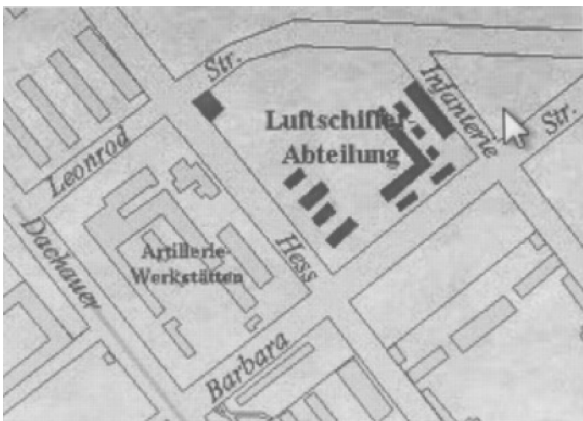 Str.
Infanterie
Luftschiffer
Abteilung
Str.
Leonrod
Dachauer
Artillerie-
Werkstätten
Hess
Barbara